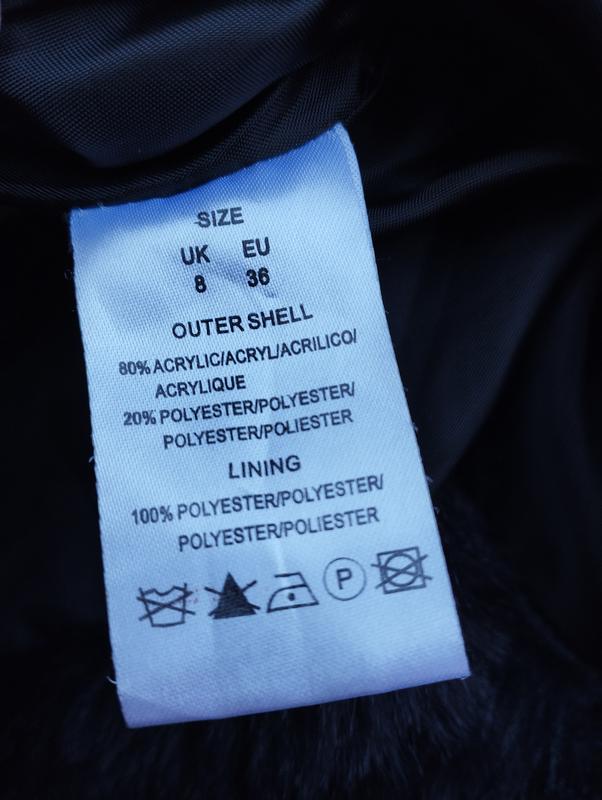 SIZE
UK EU
8 36
OUTER SHELL
80% ACRYLIC/ACRYL/ACRILICO/
ACRYLIQUE
20% POLYESTER/POLYESTER/
POLYESTER/POLIESTER
LINING
100% POLYESTER/POLYESTER/
POLYESTER/POLIESTER
P